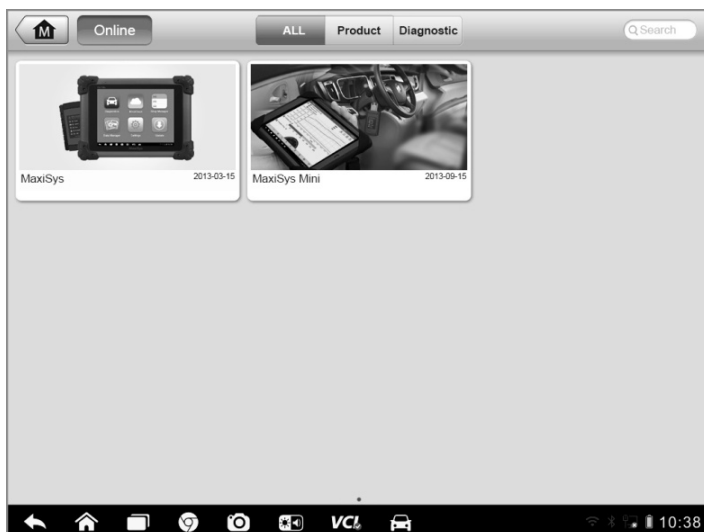 M Online ALL Product Diagnostic Search
MaxiSys 2013-03-15 MaxiSys Mini 2013-09-15
VCI 10:38